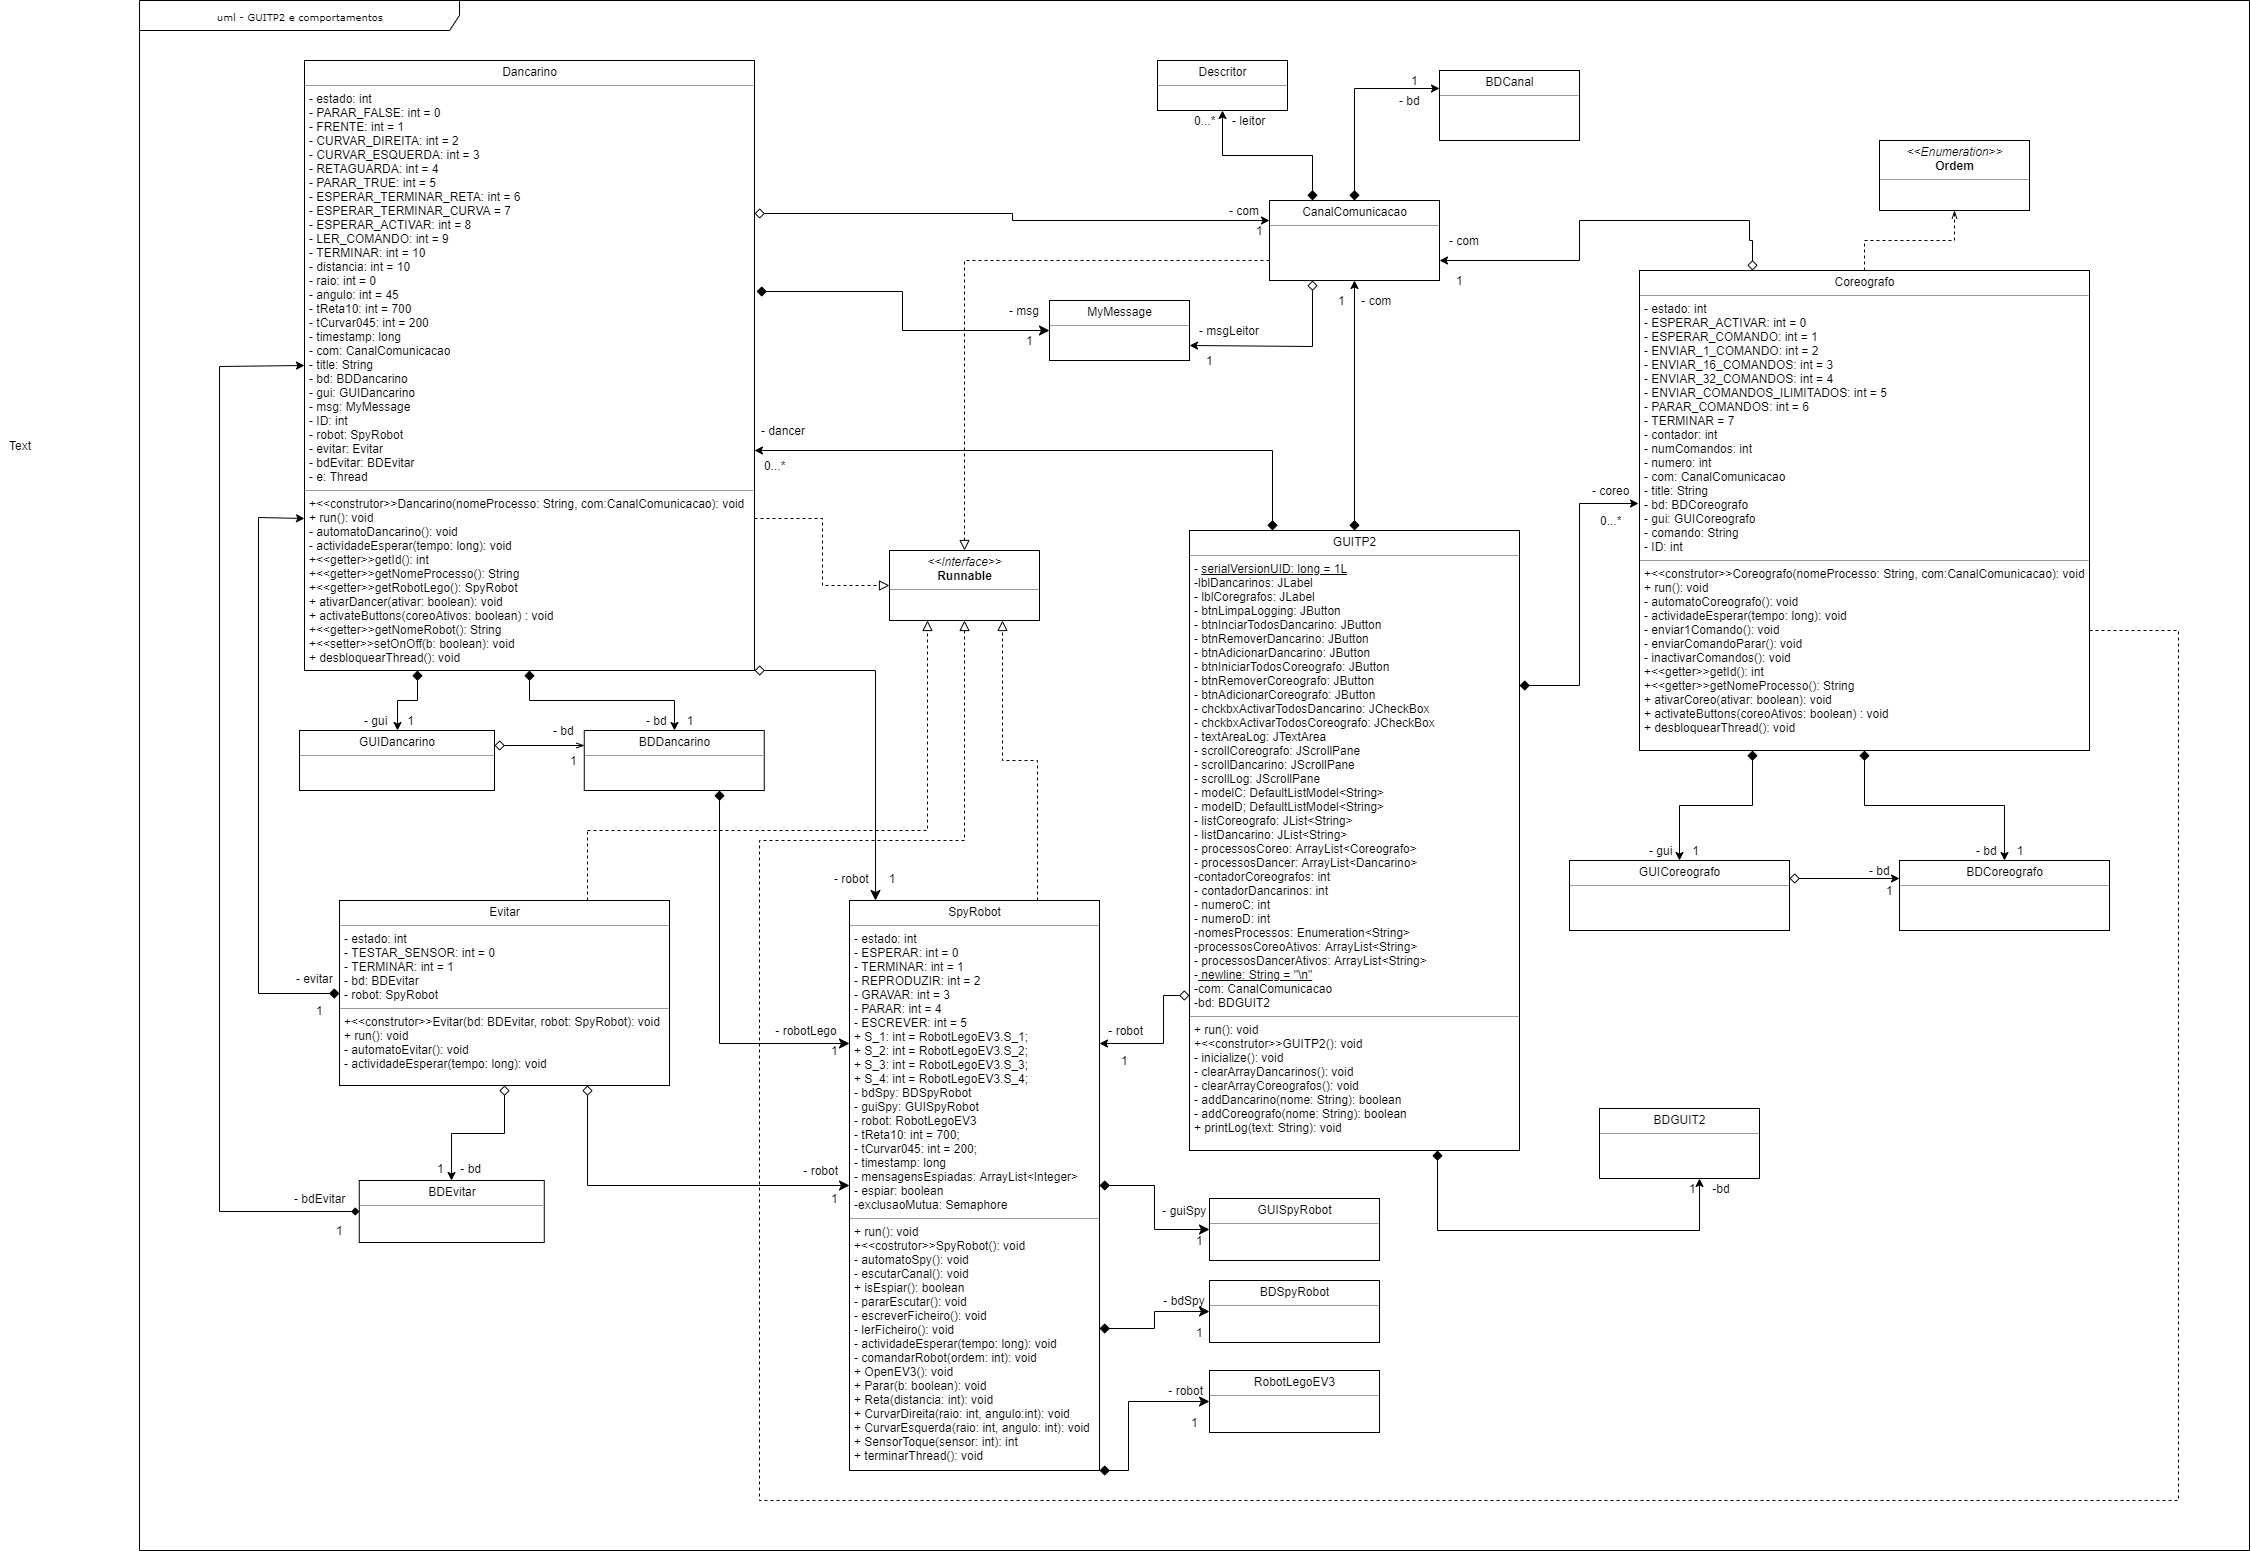 uml - GUITP2 e comportamentos
Text
Dancarino
- estado: int
- PARAR_FALSE: int = 0
- FRENTE: int = 1
- CURVAR_DIREITA: int = 2
- CURVAR_ESQUERDA: int = 3
- RETAGUARDA: int = 4
- PARAR_TRUE: int = 5
- ESPERAR_TERMINAR_RETA: int = 6
- ESPERAR_TERMINAR_CURVA = 7
- ESPERAR_ACTIVAR: int = 8
- LER_COMANDO: int = 9
- TERMINAR: int = 10
- distancia: int = 10
- raio: int = 0
- angulo: int = 45
- tReta10: int = 700
- tCurvar045: int = 200
- timestamp: long
- com: CanalComunicacao
- title: String
- bd: BDDancarino
- gui: GUIDancarino
- msg: MyMessage
- ID: int
- robot: SpyRobot
- evitar: Evitar
- bdEvitar: BDEvitar
- e: Thread
+<<construtor>>Dancarino(nomeProcesso: String, com:CanalComunicacao): void
+ run(): void
- automatoDancarino(): void
- actividadeEsperar(tempo: long): void
+<<getter>>getId(): int
+<<getter>>getNomeProcesso(): String
+<<getter>>getRobotLego(): SpyRobot
+ ativarDancer(ativar: boolean): void
+ activateButtons(coreoAtivos: boolean) : void
+<<getter>>getNomeRobot(): String
+<<setter>>setOnOff(b: boolean): void
+ desbloquearThread(): void
Descritor
0...*
- leitor
1
- bd
BDCanal
<<Enumeration>>
Ordem
CanalComunicacao
- com
1
- com
1
1
- com
- msg
1
MyMessage
- msgLeitor
1
- dancer
0...*
<<Interface>>
Runnable
Coreografo
- estado: int
- ESPERAR_ACTIVAR: int = 0
- ESPERAR_COMANDO: int = 1
- ENVIAR_1_COMANDO: int = 2
- ENVIAR_16_COMANDOS: int = 3
- ENVIAR_32_COMANDOS: int = 4
- ENVIAR_COMANDOS_ILIMITADOS: int = 5
- PARAR_COMANDOS: int = 6
- TERMINAR = 7
- contador: int
- numComandos: int
- numero: int
- com: CanalComunicacao
- title: String
- bd: BDCoreografo
- gui: GUICoreografo
- comando: String
- ID: int
+<<construtor>>Coreografo(nomeProcesso: String, com:CanalComunicacao): void
+ run(): void
- automatoCoreografo(): void
- actividadeEsperar(tempo: long): void
- enviar1Comando(): void
- enviarComandoParar(): void
- inactivarComandos(): void
+<<getter>>getId(): int
+<<getter>>getNomeProcesso(): String
+ ativarCoreo(ativar: boolean): void
+ activateButtons(coreoAtivos: boolean) : void
+ desbloquearThread(): void
- coreo
0...*
GUITP2
- serialVersionUID: long = 1L
-lblDancarinos: JLabel
- lblCoregrafos: JLabel
- btnLimpaLogging: JButton
- btnInciarTodosDancarino: JButton
- btnRemoverDancarino: JButton
- btnAdicionarDancarino: JButton
- btnIniciarTodosCoreografo: JButton
- btnRemoverCoreografo: JButton
- btnAdicionarCoreografo: JButton
- chckbxActivarTodosDancarino: JCheckBox
- chckbxActivarTodosCoreografo: JCheckBox
- textAreaLog: JTextArea
- scrollCoreografo: JScrollPane
- scrollDancarino: JScrollPane
- scrollLog: JScrollPane
- modelC: DefaultListModel<String>
- modelD; DefaultListModel<String>
- listCoreografo: JList<String>
- listDancarino: JList<String>
- processosCoreo: ArrayList<Coreografo>
- processosDancer: ArrayList<Dancarino>
-contadorCoreografos: int
- contadorDancarinos: int
- numeroC: int
- numeroD: int
-nomesProcessos: Enumeration<String>
-processosCoreoAtivos: ArrayList<String>
- processosDancerAtivos: ArrayList<String>
- newline: String = "\n"
-com: CanalComunicacao
-bd: BDGUIT2
+ run(): void
+<<construtor>>GUITP2(): void
- inicialize(): void
- clearArrayDancarinos(): void
- clearArrayCoreografos(): void
- addDancarino(nome: String): boolean
- addCoreografo(nome: String): boolean
+ printLog(text: String): void
- gui
1
GUIDancarino
- bd
1
- bd
1
BDDancarino
- gui
1
GUICoreografo
- bd
1
- bd
1
BDCoreografo
- robot
1
Evitar
- estado: int
- TESTAR_SENSOR: int = 0
- TERMINAR: int = 1
- bd: BDEvitar
- robot: SpyRobot
+<<construtor>>Evitar(bd: BDEvitar, robot: SpyRobot): void
+ run(): void
- automatoEvitar(): void
- actividadeEsperar(tempo: long): void
- evitar
1
SpyRobot
- estado: int
- ESPERAR: int = 0
- TERMINAR: int = 1
- REPRODUZIR: int = 2
- GRAVAR: int = 3
- PARAR: int = 4
- ESCREVER: int = 5
+ S_1: int = RobotLegoEV3.S_1;
+ S_2: int = RobotLegoEV3.S_2;
+ S_3: int = RobotLegoEV3.S_3;
+ S_4: int = RobotLegoEV3.S_4;
- bdSpy: BDSpyRobot
- guiSpy: GUISpyRobot
- robot: RobotLegoEV3
- tReta10: int = 700;
- tCurvar045: int = 200;
- timestamp: long
- mensagensEspiadas: ArrayList<Integer>
- espiar: boolean
-exclusaoMutua: Semaphore
+ run(): void
+<<costrutor>>SpyRobot(): void
- automatoSpy(): void
- escutarCanal(): void
+ isEspiar(): boolean
- pararEscutar(): void
- escreverFicheiro(): void
- lerFicheiro(): void
- actividadeEsperar(tempo: long): void
- comandarRobot(ordem: int): void
+ OpenEV3(): void
+ Parar(b: boolean): void
+ Reta(distancia: int): void
+ CurvarDireita(raio: int, angulo:int): void
+ CurvarEsquerda(raio: int, angulo: int): void
+ SensorToque(sensor: int): int
+ terminarThread(): void
- robotLego
1
- robot
1
- robot
1
1
- bd
BDEvitar
- bdEvitar
1
BDGUIT2
1
-bd
- guiSpy
1
GUISpyRobot
- bdSpy
1
BDSpyRobot
- robot
1
RobotLegoEV3